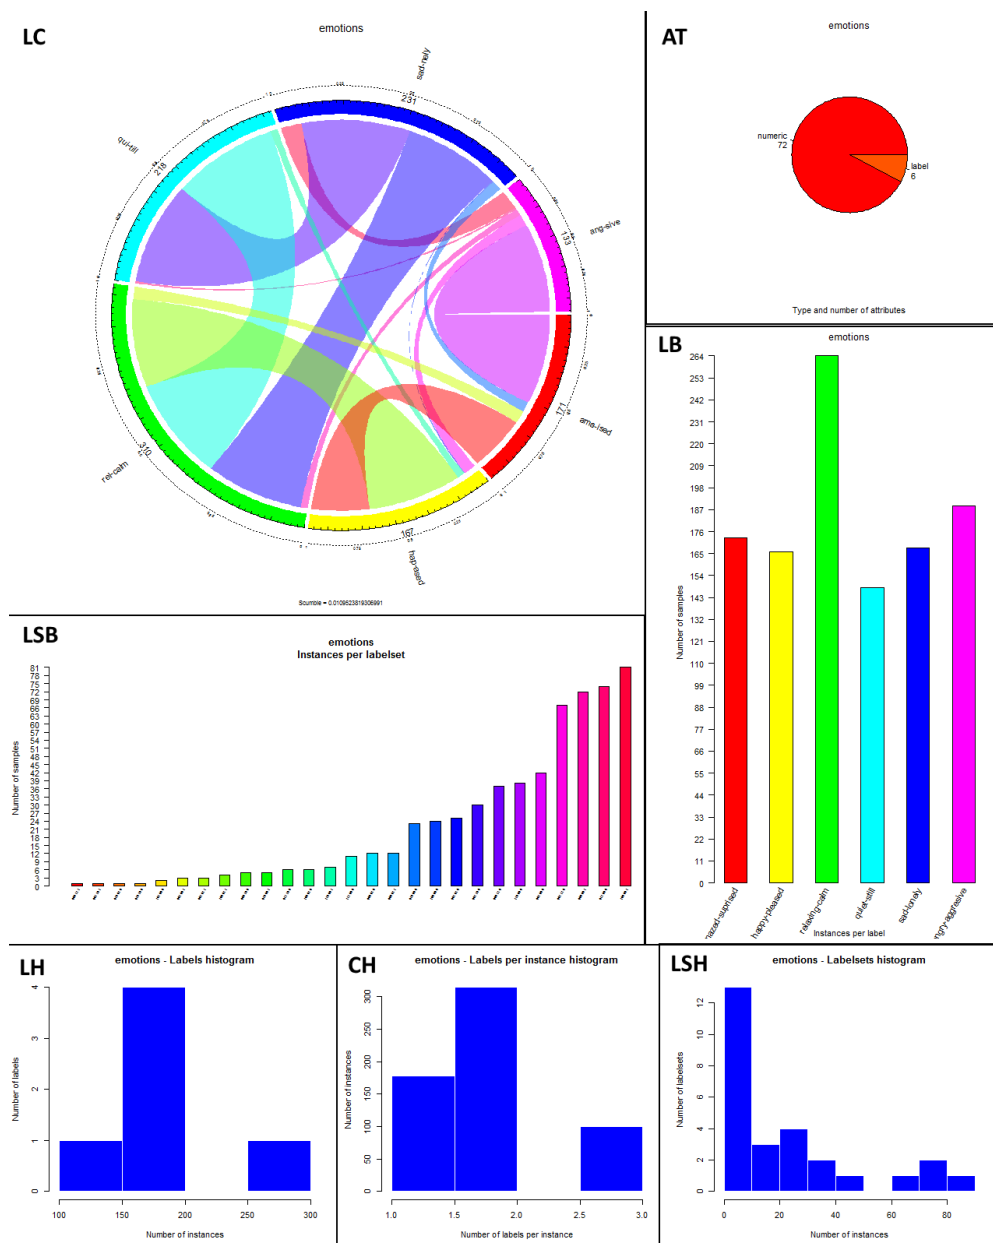 LC
emotions
sad-nely
231
qui-till
218
ang-sive
133
ama-ised
171
rel-calm
310
hap-ased
167
Scumble = 0.0109523819306991
AT
emotions
numeric
72
label
6
Type and number of attributes
LB
emotions
264
253
242
231
220
209
198
187
176
165
154
143
132
121
110
99
88
77
66
55
44
33
22
11
0
Number of samples
mazed-suprised
happy-pleased
relaxing-calm
quiet-still
sad-lonely
ngry-aggresive
Instances per label
LSB
emotions
Instances per labelset
81
78
75
72
69
66
63
60
57
54
51
48
45
42
39
36
33
30
27
24
21
18
15
12
9
6
3
0
Number of samples
LH
emotions - Labels histogram
4
3
2
1
0
Number of labels
100 150 200 250 300
Number of instances
CH
emotions - Labels per instance histogram
300
250
200
150
100
50
0
Number of instances
1.0 1.5 2.0 2.5 3.0
Number of labels per instance
LSH
emotions - Labelsets histogram
12
10
8
6
4
2
0
Number of labelsets
0 20 40 60 80
Number of instances